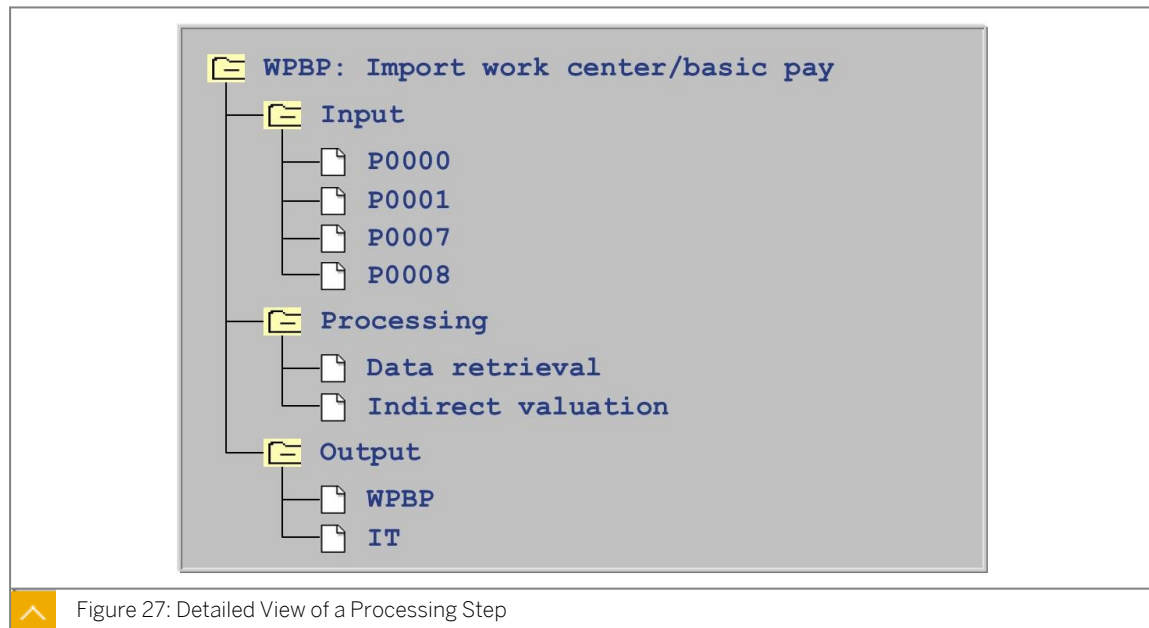 WPBP: Import work center/basic pay
Input
P0000
P0001
P0007
P0008
Processing
Data retrieval
Indirect valuation
Output
WPBP
IT
Figure 27: Detailed View of a Processing Step